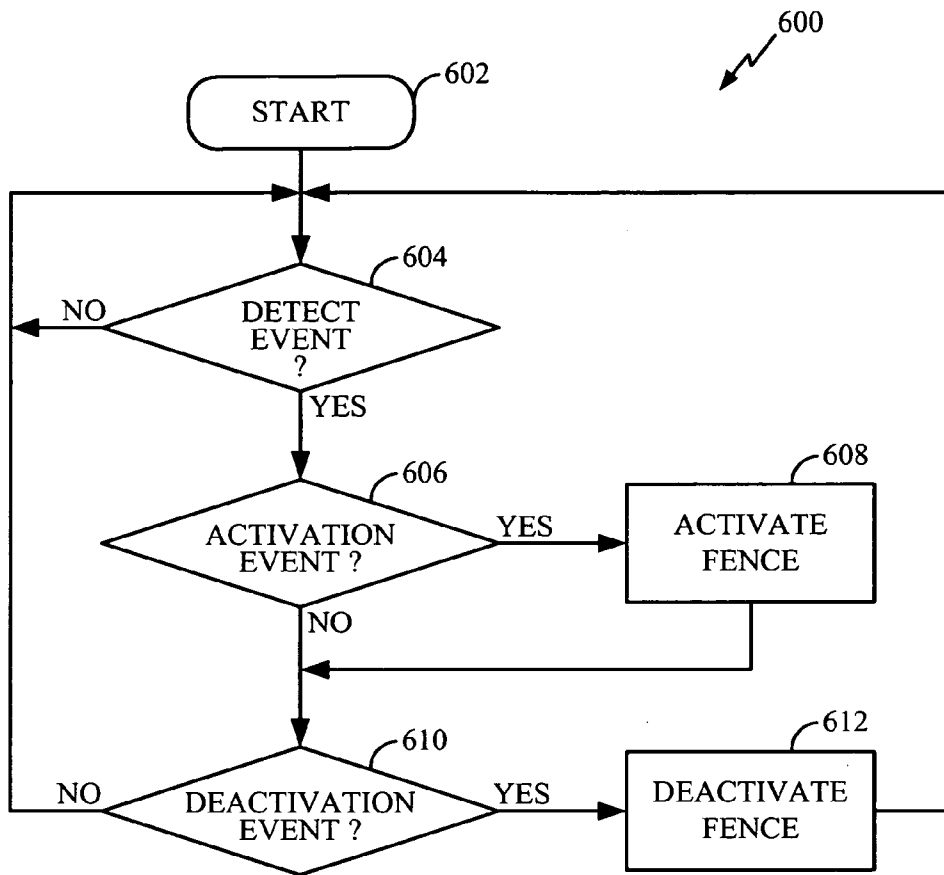 600
START
602
604
NO
DETECT
EVENT
?
YES
606
608
ACTIVATION
EVENT ?
YES
ACTIVATE
FENCE
NO
610
612
NO
DEACTIVATION
EVENT ?
YES
DEACTIVATE
FENCE